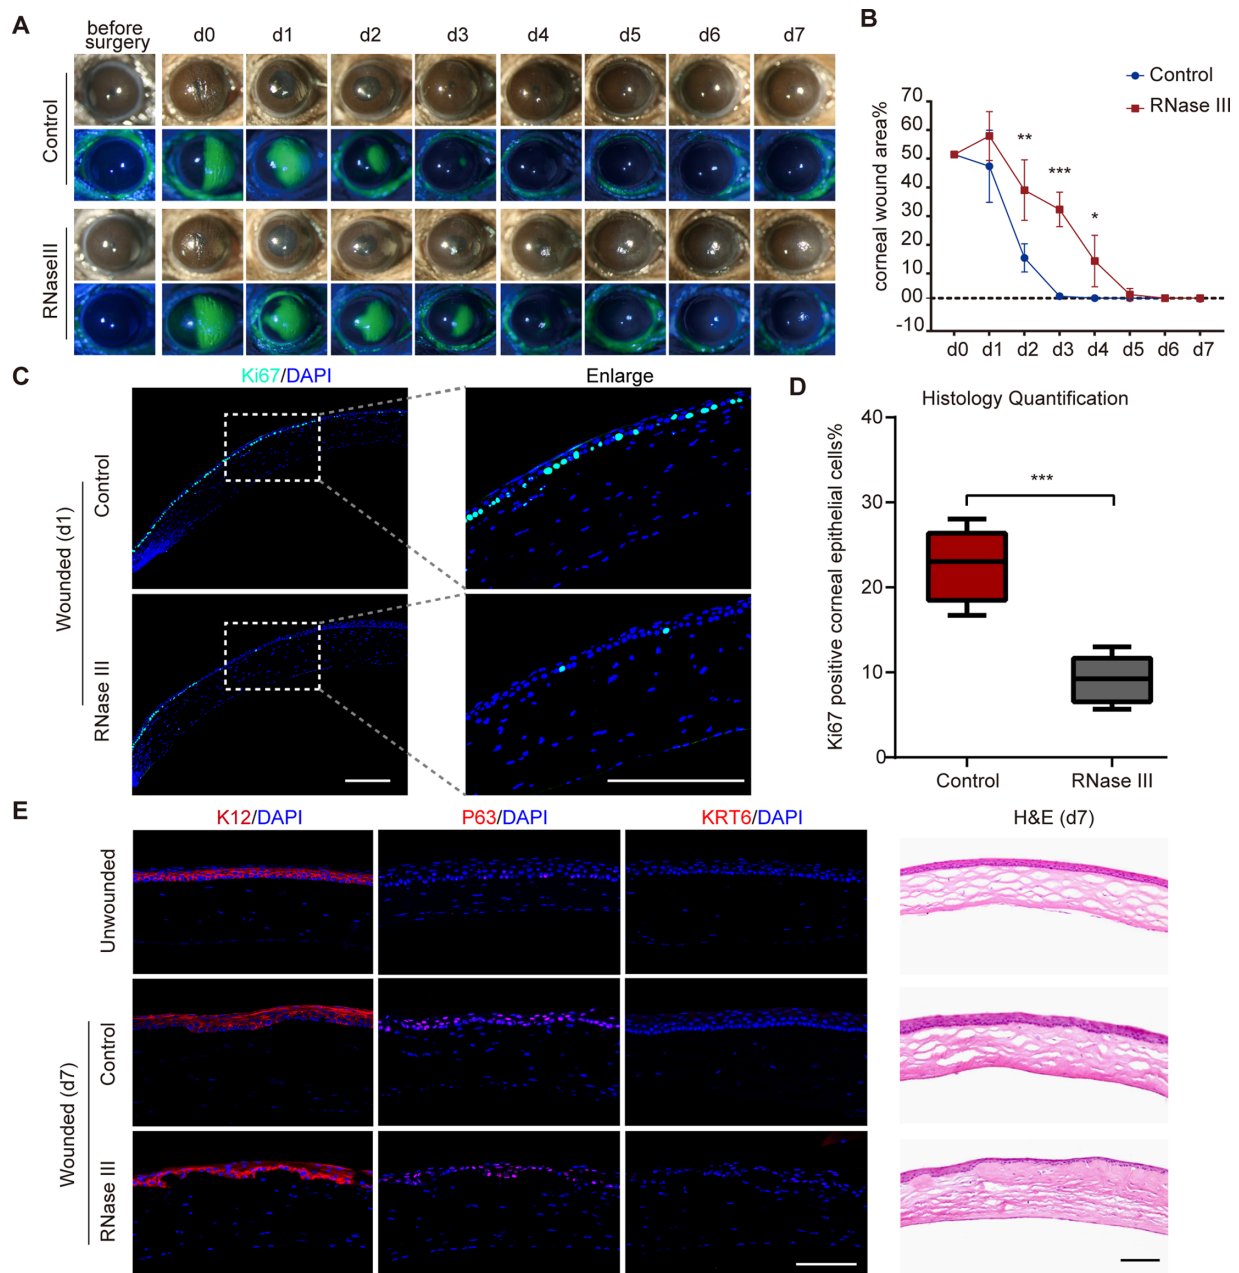 A
before
surgery
d0
d1
d2
d3
d4
d5
d6
d7
Control
RNaseIII
B
Control
RNase III
corneal wound area%
70
60
50
40
30
20
10
00
-10
**
***
*
d0
d1
d2
d3
d4
d5
d6
d7
C
Ki67/DAPI
Enlarge
Wounded (d1)
Control
RNase III
D
Histology Quantification
Ki67 positive corneal epithelial cells%
40
30
20
10
0
***
Control
RNase III
E
K12/DAPI
P63/DAPI
KRT6/DAPI
H&E (d7)
Unwounded
Wounded (d7)
Control
RNase III